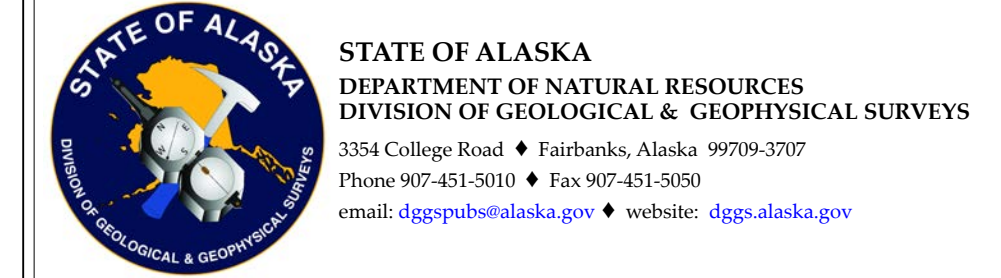 STATE OF ALASKA
DIVISION OF GEOLOGICAL & GEOPHYSICAL SURVEYS
N
E
S
W
STATE OF ALASKA
DEPARTMENT OF NATURAL RESOURCES
DIVISION OF GEOLOGICAL & GEOPHYSICAL SURVEYS
3354 College Road ♦ Fairbanks, Alaska 99709-3707
Phone 907-451-5010 ♦ Fax 907-451-5050
email: dggspubs@alaska.gov ♦ website: dggs.alaska.gov